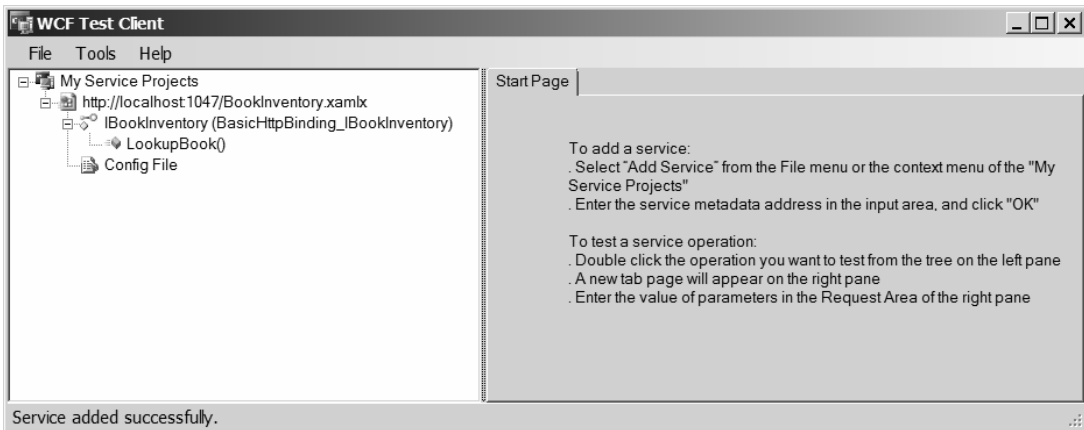 WCF Test Client
File Tools Help
My Service Projects
http://localhost:1047/BookInventory.xamlx
IBookInventory (BasicHttpBinding_IBookInventory)
LookupBook()
Config File
Start Page
To add a service:
. Select "Add Service" from the File menu or the context menu of the "My
Service Projects"
. Enter the service metadata address in the input area, and click "OK"
To test a service operation:
. Double click the operation you want to test from the tree on the left pane
. A new tab page will appear on the right pane
. Enter the value of parameters in the Request Area of the right pane
Service added successfully.